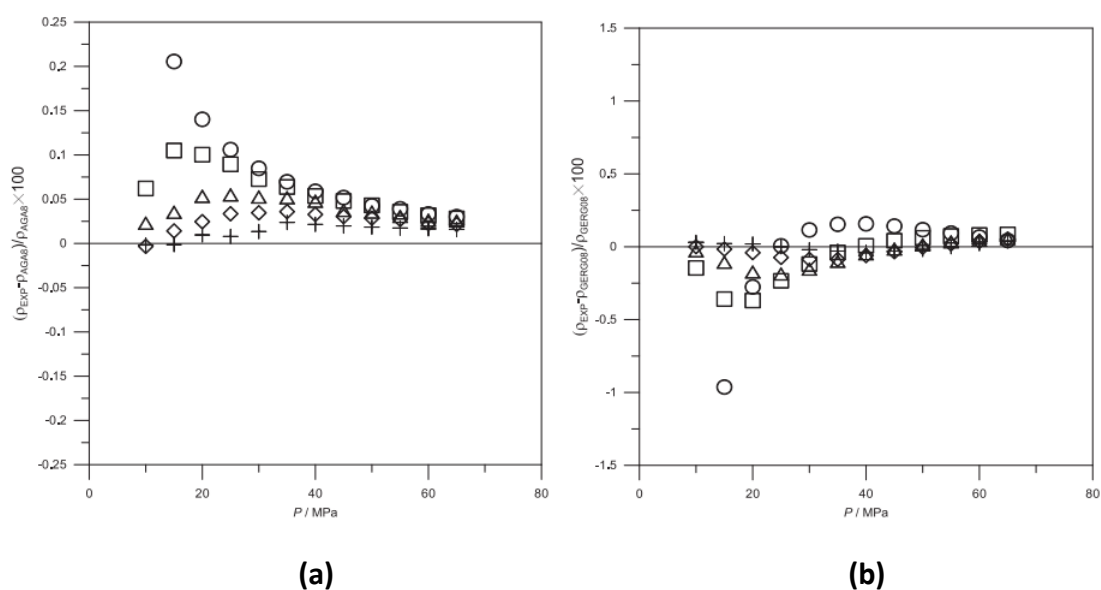 0.25
0.2
0.15
0.1
0.05
0
-0.05
-0.1
-0.15
-0.2
-0.25
(ρEXP-ρAGA8)/ρAGA8×100
0 20 40 60 80
P / MPa
(a)
1.5
1
0.5
0
-0.5
-1
-1.5
(ρEXP-ρGERG08)/ρGERG08×100
0 20 40 60 80
P / MPa
(b)